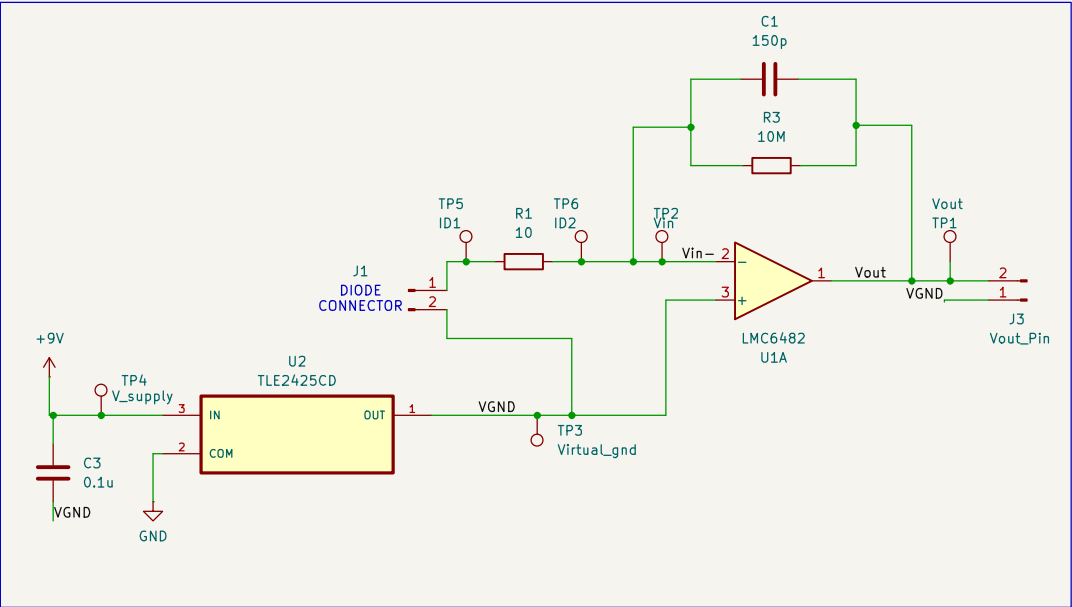 C1
150p
R3
10M
TP5
ID1
R1
10
TP6
ID2
TP2
Vin
Vin-
2
3
1
LMC6482
U1A
Vout
Vout
TP1
VGND
2
1
J3
Vout_Pin
J1
DIODE
CONNECTOR
1
2
+9V
TP4
V_supply
U2
TLE2425CD
3
IN
2
COM
OUT
1
VGND
TP3
Virtual_gnd
C3
0.1u
VGND
GND